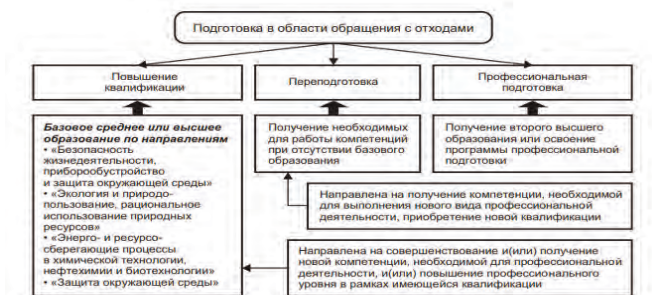 Подготовка в области обращения с отходами
Повышение
квалификации
Переподготовка
Профессиональная
подготовка
Базовое среднее или высшее
образование по направлениям
• «Безопасность
жизнедеятельности,
приборообустройство
и защита окружающей среды»
• «Экология и природо-
пользование, рациональное
использование природных
ресурсов»
• «Энерго- и ресурсо-
сберегающие процессы
в химической технологии,
нефтехимии и биотехнологии»
• «Защита окружающей среды»
Получение необходимых
для работы компетенций
при отсутствии базового
образования
Получение второго высшего
образования или освоение
программы профессиональной
подготовки
Направлена на получение компетенции, необходимой
для выполнения нового вида профессиональной
деятельности, приобретение новой квалификации
Направлена на совершенствование и(или) получение
новой компетенции, необходимой для профессиональной
деятельности, и(или) повышение профессионального
уровня в рамках имеющейся квалификации